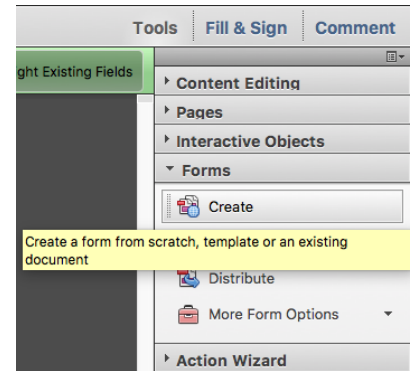 Tools Fill & Sign Comment
ght Existing Fields
Content Editing
Pages
Interactive Objects
Forms
Create
Create a form from scratch, template or an existing
document
Distribute
More Form Options
Action Wizard